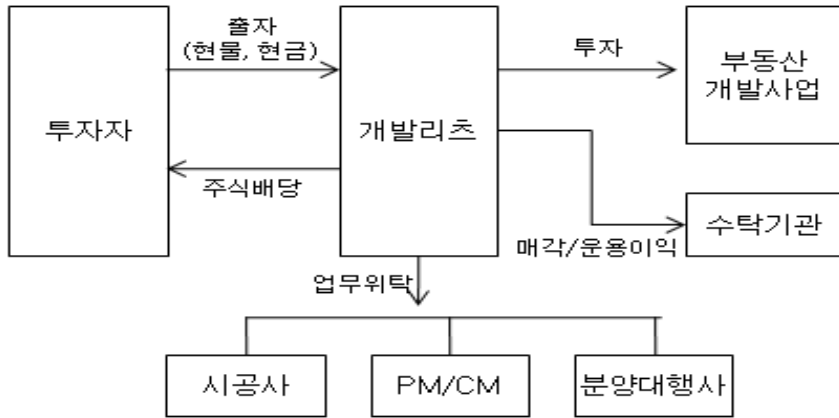 출자
(현물, 현금)
투자
부동산
개발사업
투자자
개발리츠
주식배당
수탁기관
매각/운용이익
업무위탁
시공사
PM/CM
분양대행사